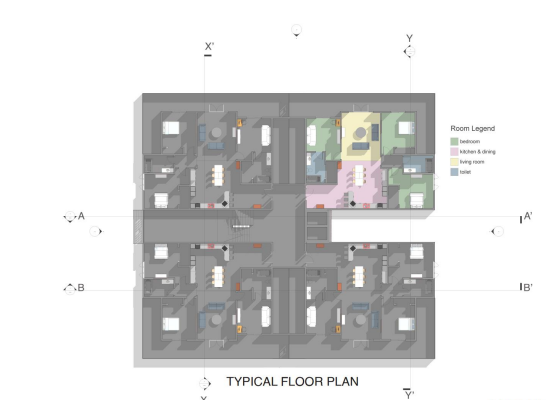 X'
Y
Room Legend
bedroom
kitchen & dining
living room
toilet
A
A'
B
B'
TYPICAL FLOOR PLAN
X
Y'